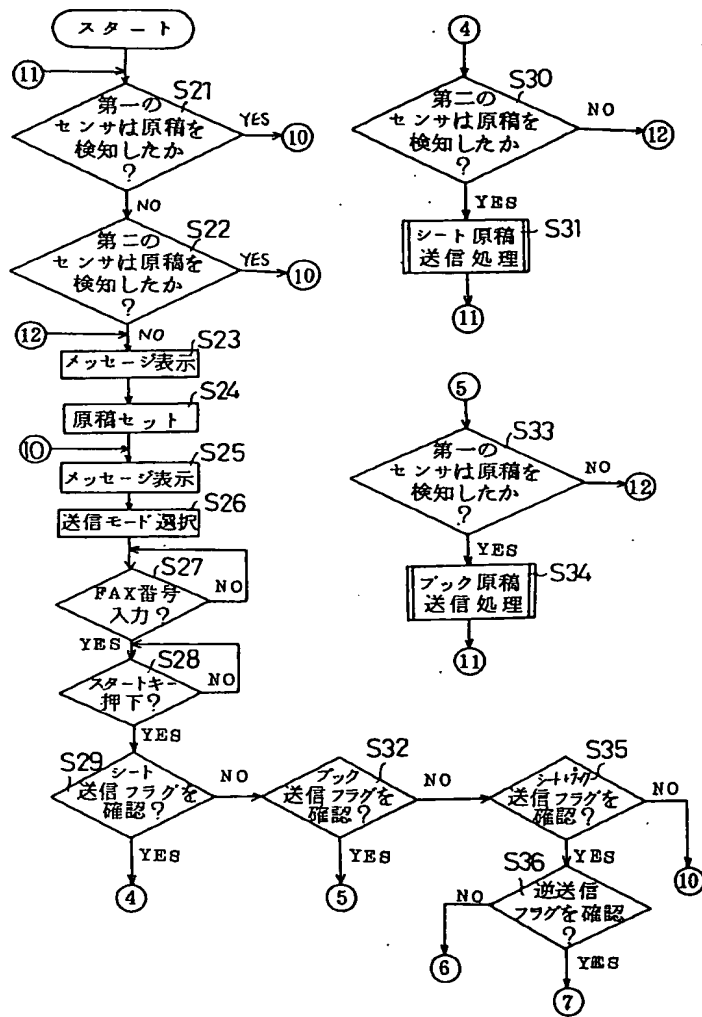 スタート
⑪
S21
第一の
センサは原稿を
検知したか
?
YES
⑩
NO
S22
第二の
センサは原稿を
検知したか
?
YES
⑩
⑫
NO
S23
メッセージ表示
S24
原稿セット
⑩
S25
メッセージ表示
S26
送信モード選択
S27
FAX番号
入力?
NO
YES
S28
スタートキー
押下?
NO
YES
S29
シート
送信フラグを
確認?
NO
YES
④
S32
ブック
送信フラグを
確認?
NO
YES
⑤
S35
シート・ブック
送信フラグを
確認?
NO
⑩
YES
S36
逆送信
フラグを確認
?
NO
⑥
YES
⑦
④
S30
第二の
センサは原稿を
検知したか
?
NO
⑫
YES
S31
シート原稿
送信処理
⑪
⑤
S33
第一の
センサは原稿を
検知したか
?
NO
⑫
YES
S34
ブック原稿
送信処理
⑪